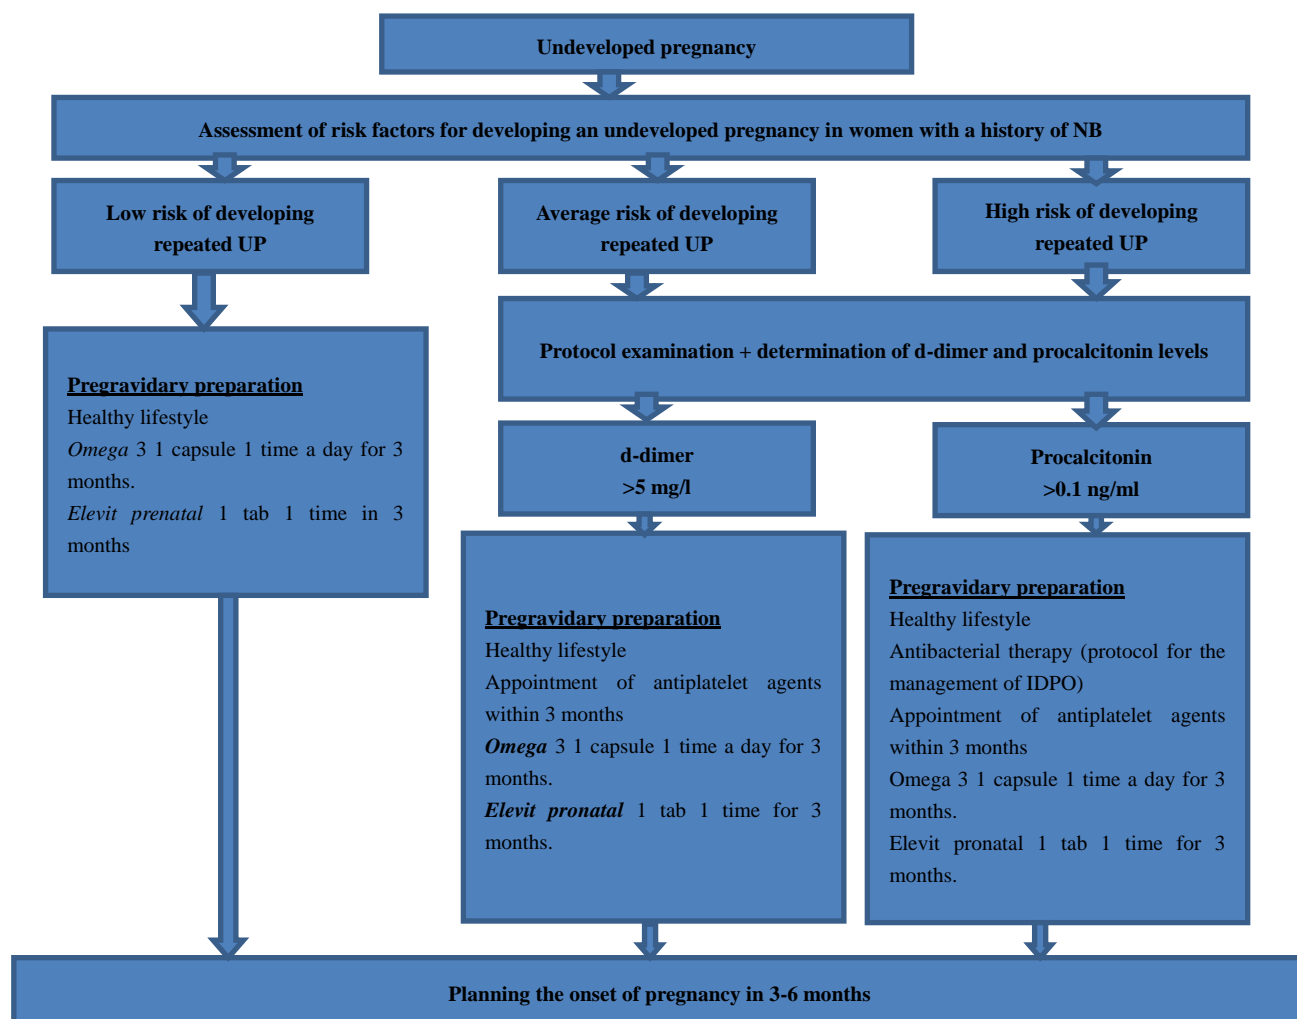 Undeveloped pregnancy
Assessment of risk factors for developing an undeveloped pregnancy in women with a history of NB
Low risk of developing
repeated UP
Average risk of developing
repeated UP
High risk of developing
repeated UP
Pregravidary preparation
Healthy lifestyle
Omega 3 1 capsule 1 time a day for 3
months.
Elevit prenatal 1 tab 1 time in 3
months
Protocol examination + determination of d-dimer and procalcitonin levels
d-dimer
>5 mg/l
Procalcitonin
>0.1 ng/ml
Pregravidary preparation
Healthy lifestyle
Appointment of antiplatelet agents
within 3 months
Omega 3 1 capsule 1 time a day for 3
months.
Elevit pronatal 1 tab 1 time for 3
months.
Pregravidary preparation
Healthy lifestyle
Antibacterial therapy (protocol for the
management of IDPO)
Appointment of antiplatelet agents
within 3 months
Omega 3 1 capsule 1 time a day for 3
months.
Elevit pronatal 1 tab 1 time for 3
months.
Planning the onset of pregnancy in 3-6 months